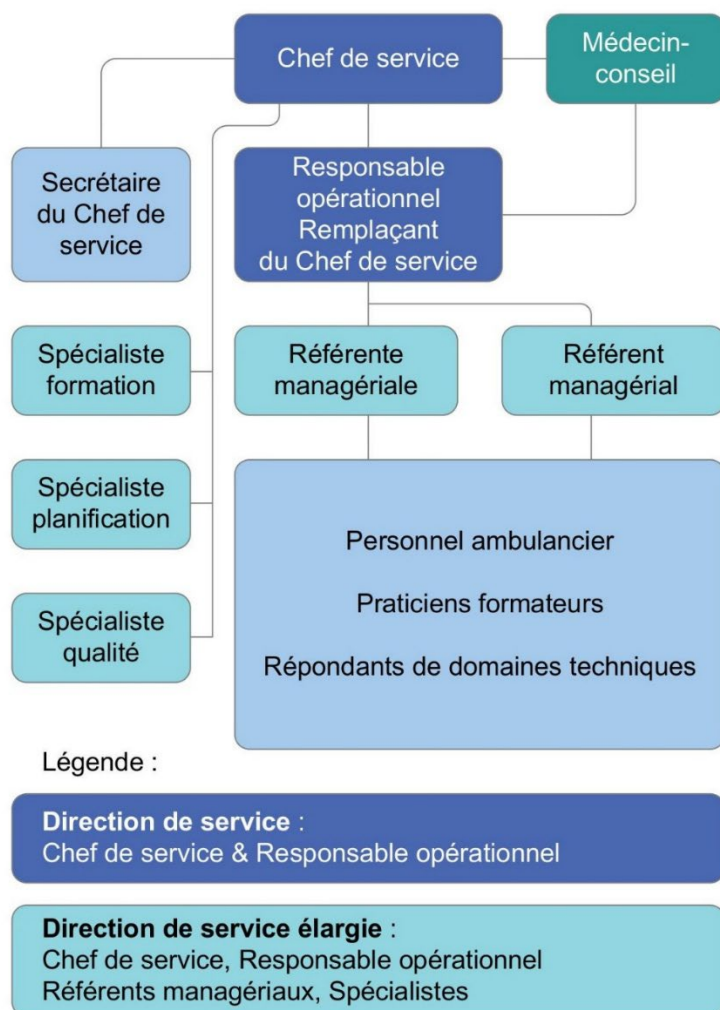 Chef de service
Médecin-
conseil
Secrétaire
du Chef de
service
Responsable
opérationnel
Remplaçant
du Chef de service
Spécialiste
formation
Référente
managériale
Référent
managérial
Spécialiste
planification
Spécialiste
qualité
Personnel ambulancier
Praticiens formateurs
Répondants de domaines techniques
Légende :
Direction de service :
Chef de service & Responsable opérationnel
Direction de service élargie :
Chef de service, Responsable opérationnel
Référents managériaux, Spécialistes